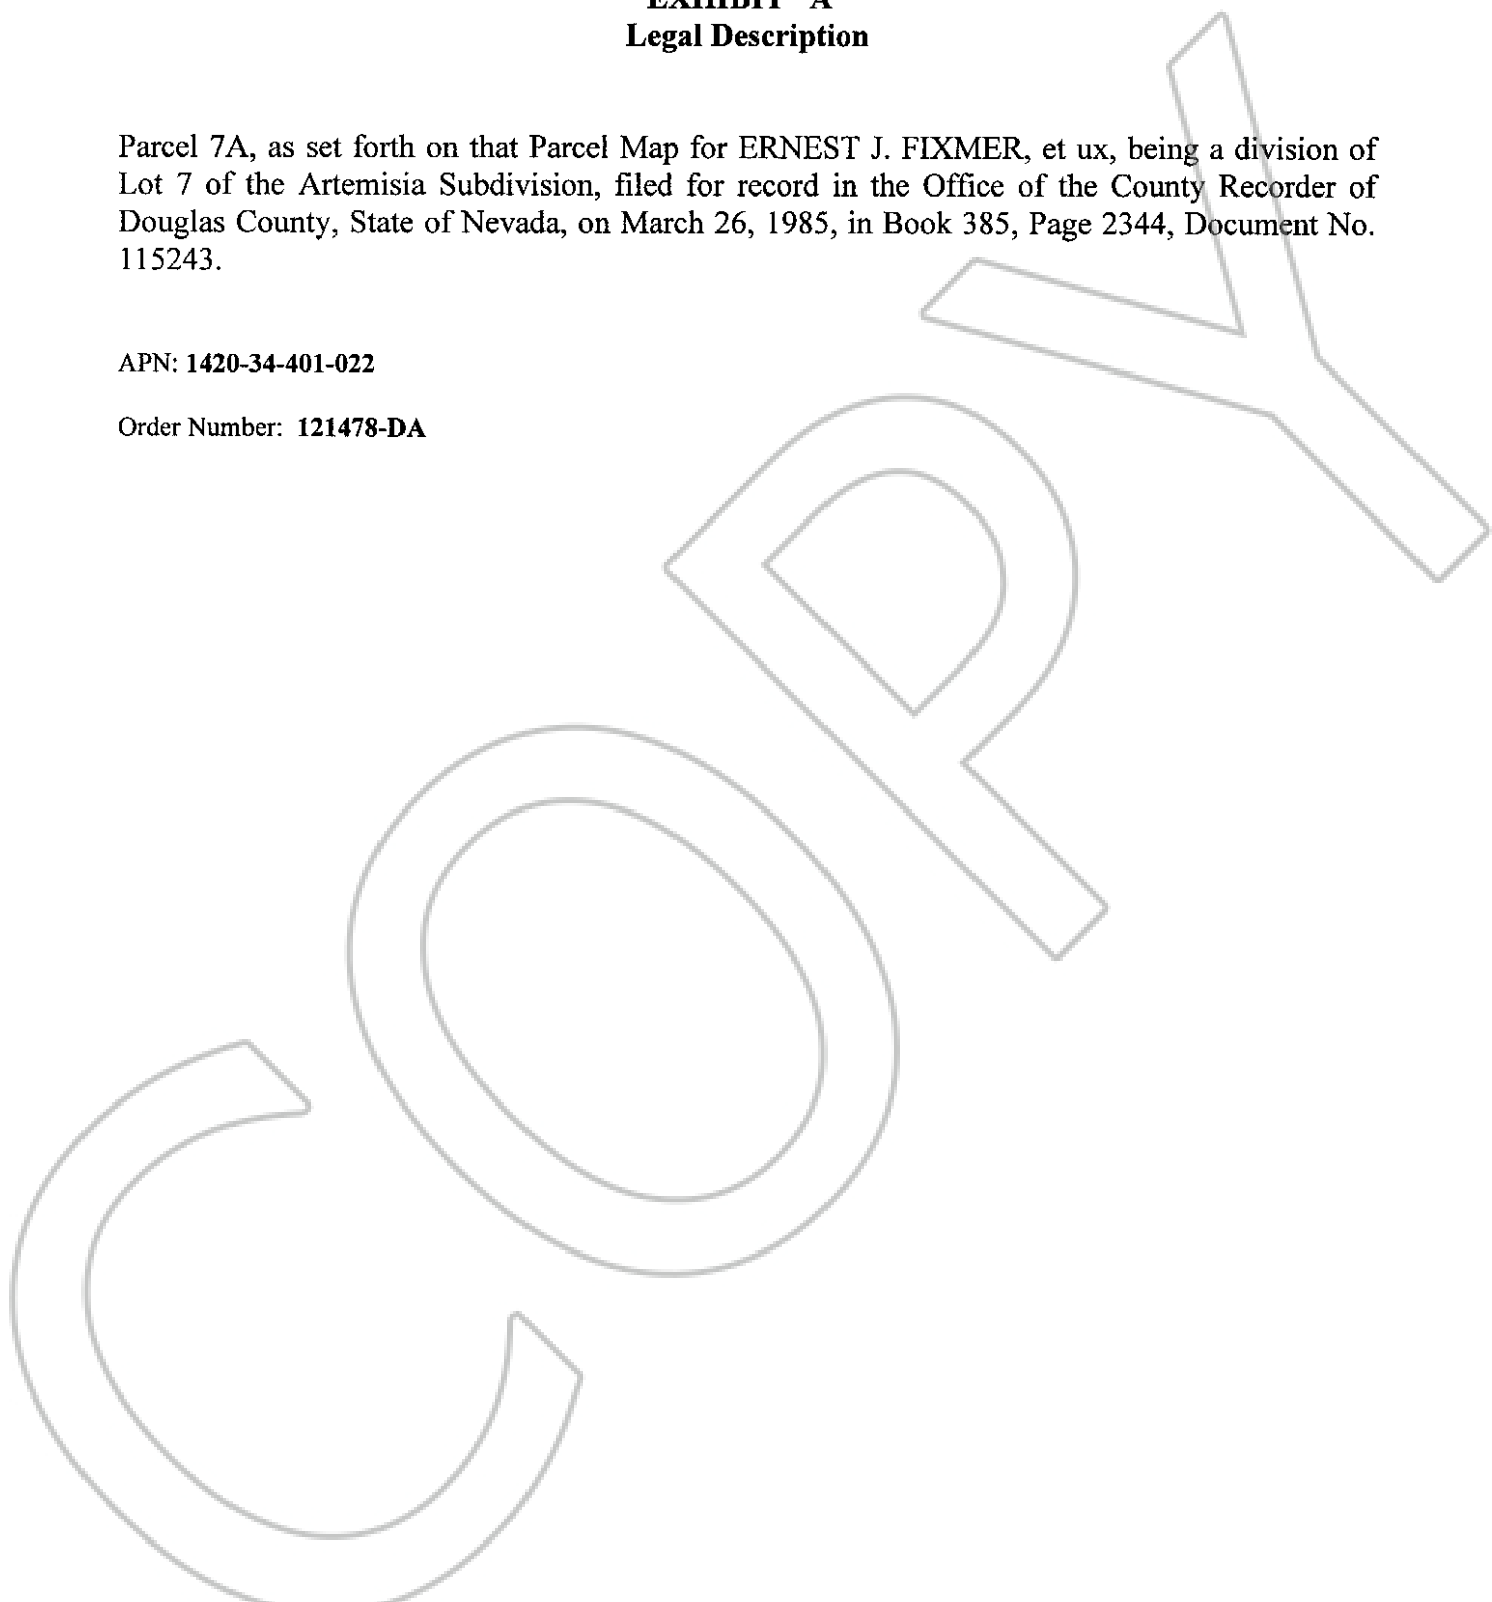 EXHIBIT "A"
Legal Description
Parcel 7A, as set forth on that Parcel Map for ERNEST J. FIXMER, et ux, being a division of
Lot 7 of the Artemisia Subdivision, filed for record in the Office of the County Recorder of
Douglas County, State of Nevada, on March 26, 1985, in Book 385, Page 2344, Document No.
115243.
APN: 1420-34-401-022
Order Number: 121478-DA
COPY